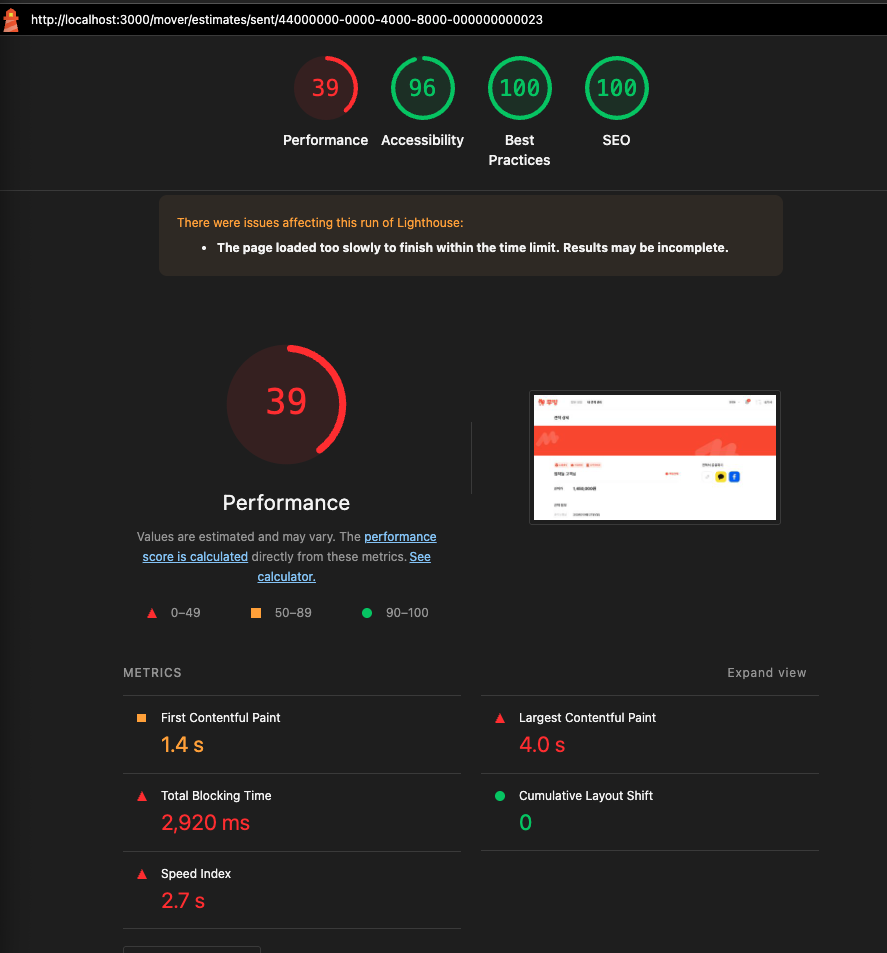 http://localhost:3000/mover/estimates/sent/44000000-0000-4000-8000-000000000023
39
96
100
100
Performance
Accessibility
Best
Practices
SEO
There were issues affecting this run of Lighthouse:
• The page loaded too slowly to finish within the time limit. Results may be incomplete.
39
Performance
Values are estimated and may vary. The performance
score is calculated directly from these metrics. See
calculator.
0–49
50–89
90–100
METRICS
Expand view
First Contentful Paint
1.4 s
Largest Contentful Paint
4.0 s
Total Blocking Time
2,920 ms
Cumulative Layout Shift
0
Speed Index
2.7 s